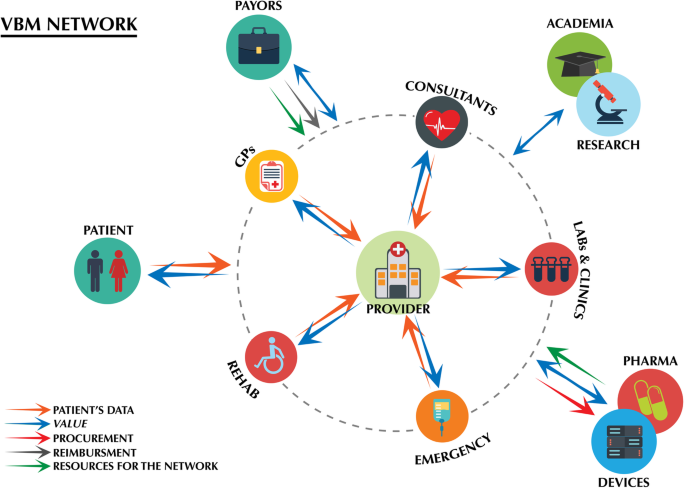 VBM NETWORK
PAYORS
ACADEMIA
CONSULTANTS
RESEARCH
GPs
PATIENT
PROVIDER
LABs & CLINICS
REHAB
EMERGENCY
PHARMA
DEVICES
PATIENT'S DATA
VALUE
PROCUREMENT
REIMBURSMENT
RESOURCES FOR THE NETWORK